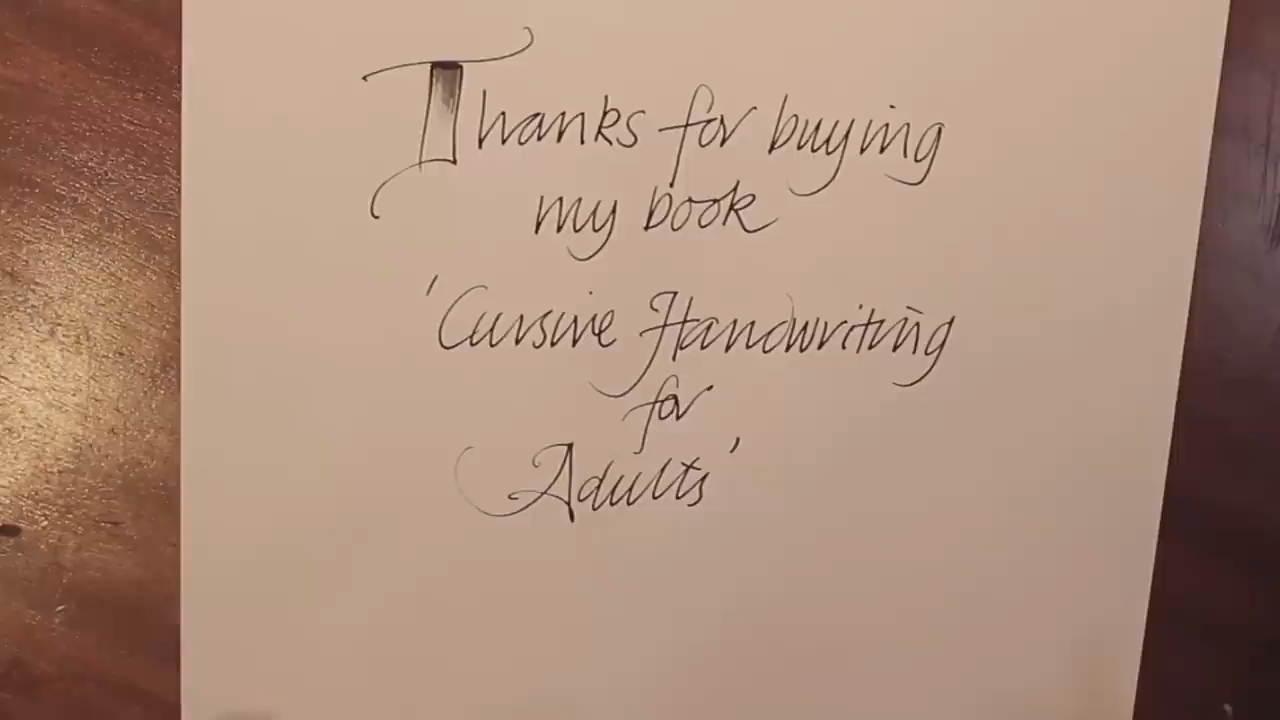 Thanks for buying
my book
'Cursive Handwriting
for
Adults'